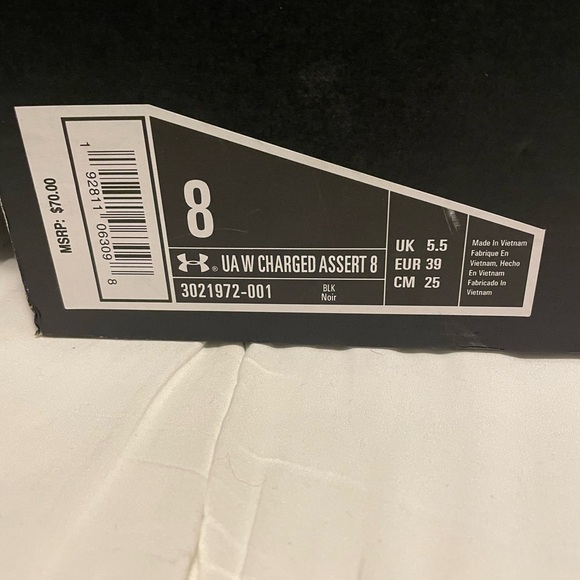 MSRP: $70.00
1 92811 06309 8
8
UA W CHARGED ASSERT 8
3021972-001
BLK
Noir
UK 5.5
EUR 39
CM 25
Made In Vietnam
Fabrique En
Vietnam, Hecho
En Vietnam
Fabricado In
Vietnam